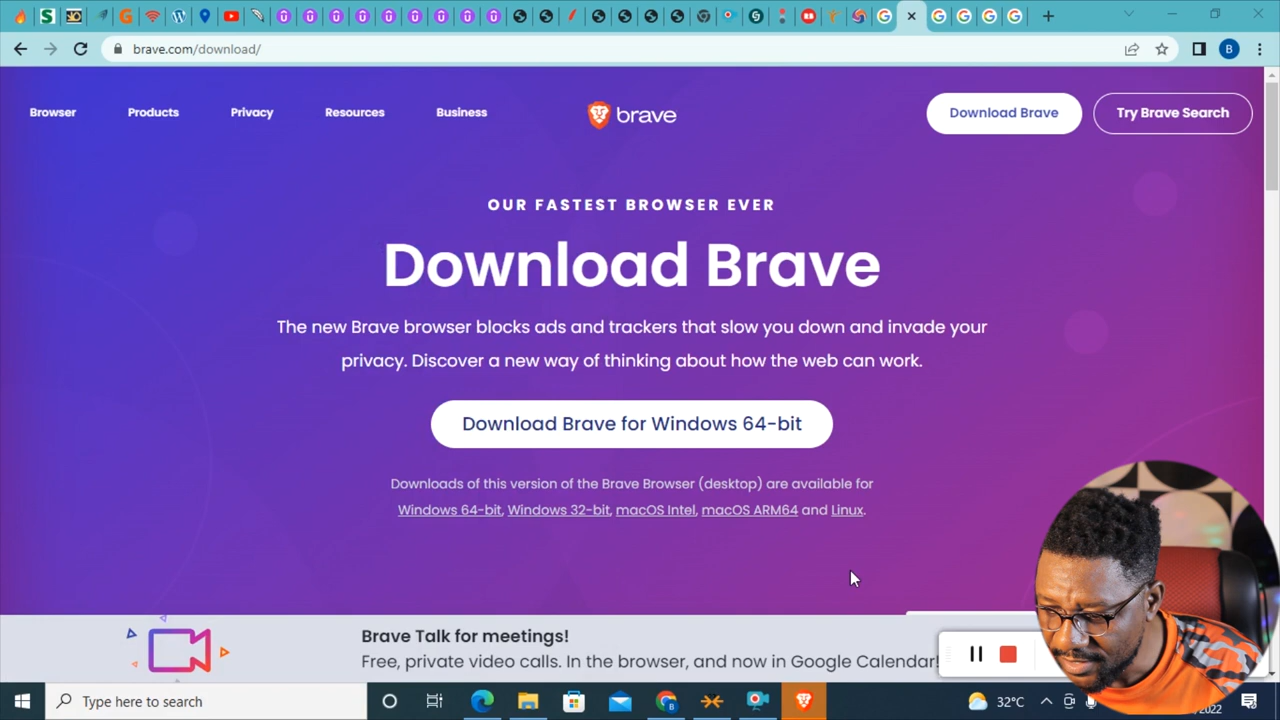 brave.com/download/
B
Browser
Products
Privacy
Resources
Business
brave
Download Brave
Try Brave Search
OUR FASTEST BROWSER EVER
Download Brave
The new Brave browser blocks ads and trackers that slow you down and invade your
privacy. Discover a new way of thinking about how the web can work.
Download Brave for Windows 64-bit
Downloads of this version of the Brave Browser (desktop) are available for
Windows 64-bit, Windows 32-bit, macOS Intel, macOS ARM64 and Linux.
Brave Talk for meetings!
Free, private video calls. In the browser, and now in Google Calendar!
Type here to search
32°C
2022